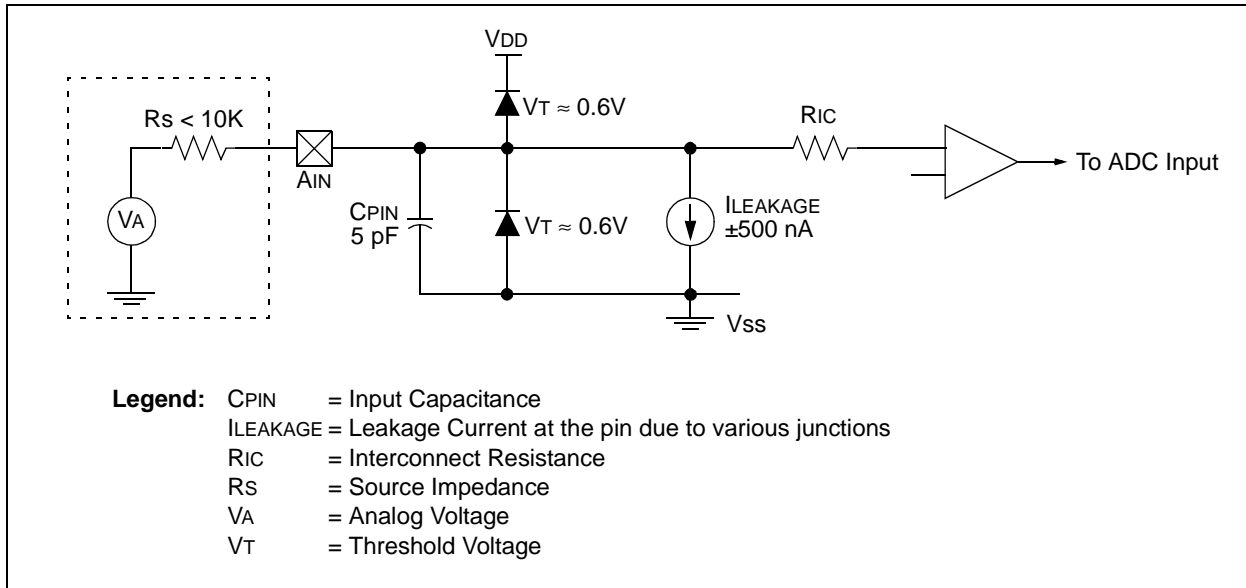 VDD
VT ≈ 0.6V
RS < 10K
RIC
AIN
To ADC Input
CPIN
5 pF
VT ≈ 0.6V
ILEAKAGE
±500 nA
VA
VSS
Legend: CPIN = Input Capacitance
ILEAKAGE = Leakage Current at the pin due to various junctions
RIC = Interconnect Resistance
RS = Source Impedance
VA = Analog Voltage
VT = Threshold Voltage